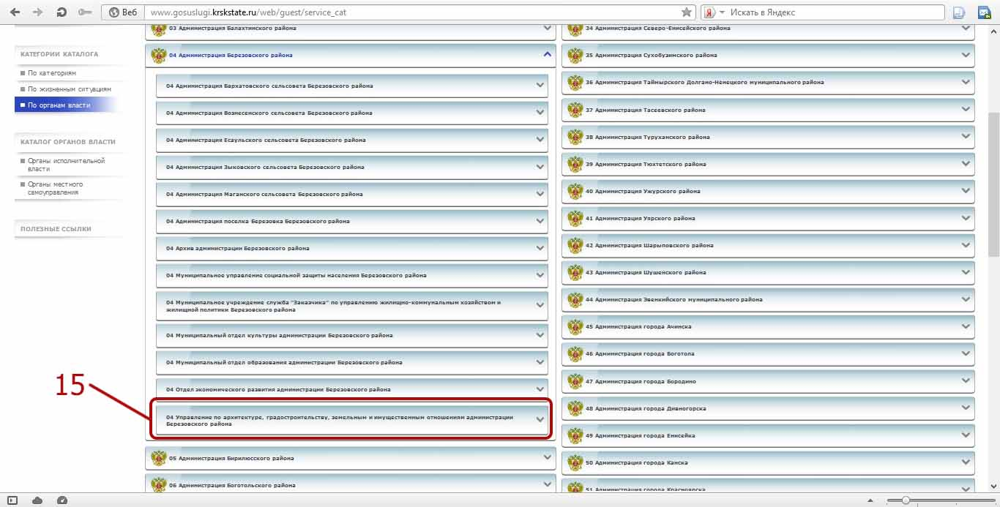 Веб
www.gosuslugi.krskstate.ru/web/guest/service_cat
Искать в Яндекс
КАТЕГОРИИ КАТАЛОГА
По категориям
По жизненным ситуциям
По органам власти
КАТАЛОГ ОРГАНОВ ВЛАСТИ
Органы исполнительной
власти
Органы местного
самоуправления
ПОЛЕЗНЫЕ ССЫЛКИ
03 Администрация Балахтинского района
04 Администрация Березовского района
04 Администрация Бархатовского сельсовета Березовского района
04 Администрация Вознесенского сельсовета Березовского района
04 Администрация Есаульского сельсовета Березовского района
04 Администрация Зыковского сельсовета Березовского района
04 Администрация Маганского сельсовета Березовского района
04 Администрация поселка Березовка Березовского района
04 Архив администрации Березовского района
04 Муниципальное управление социальной защиты населения Березовского района
04 Муниципальное учреждение служба "Заказчика" по управлению жилищно-коммунальным хозяйством и
жилищной политики Березовского района
04 Муниципальный отдел культуры администрации Березовского района
04 Муниципальный отдел образования администрации Березовского района
04 Отдел экономического развития администрации Березовского района
15
04 Управление по архитектуре, градостроительству, земельным и имущественным отношениям администрации
Березовского района
05 Администрация Бирилюсского района
06 Администрация Боготольского района
34 Администрация Северо-Енисейского района
35 Администрация Сухобузимского района
36 Администрация Таймырского Долгано-Ненецкого муниципального района
37 Администрация Тасеевского района
38 Администрация Туруханского района
39 Администрация Тюхтетского района
40 Администрация Ужурского района
41 Администрация Уярского района
42 Администрация Шарыповского района
43 Администрация Шушенского района
44 Администрация Эвенкийского муниципального района
45 Администрация города Ачинска
46 Администрация города Боготола
47 Администрация города Бородино
48 Администрация города Дивногорска
49 Администрация города Енисейка
50 Администрация города Канска
51 Администрация города Красноярска